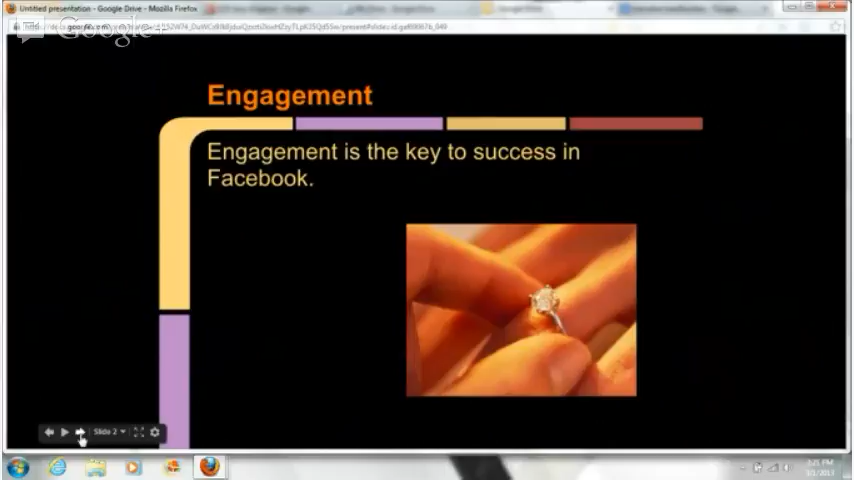 Untitled presentation - Google Drive - Mozilla Firefox
Google+
Engagement
Engagement is the key to success in
Facebook.
Slide 2